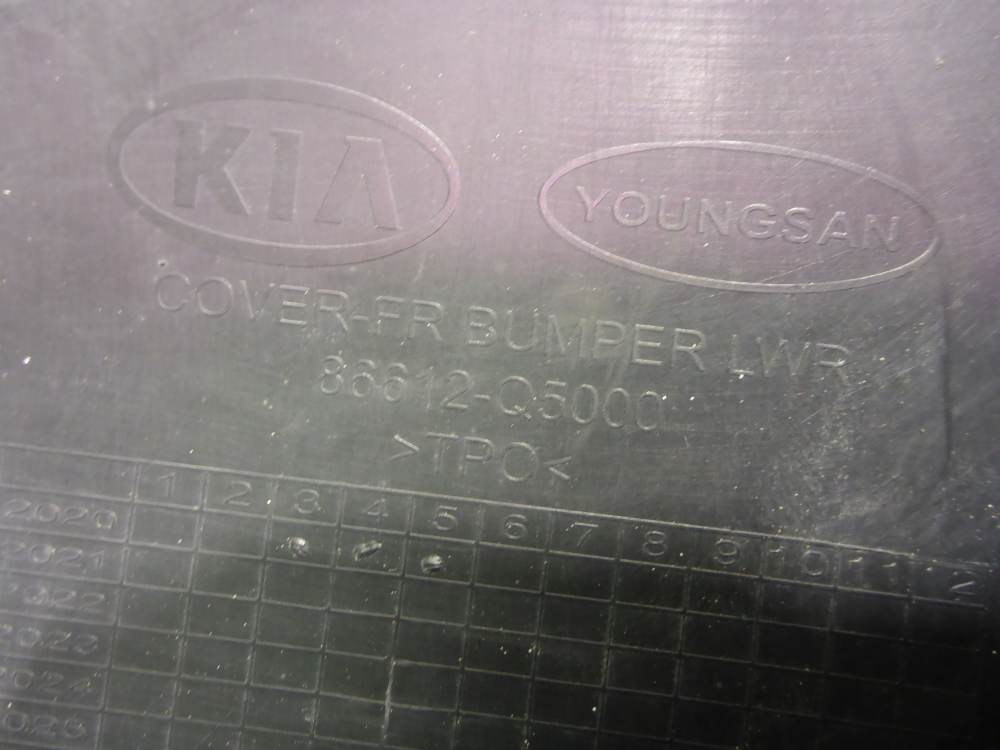 KIA
YOUNGSAN
COVER-FR BUMPER LWR
86612-Q5000
>TPO<
1 2 3 4 5 6 7 8 9 10 11 12
2020
2021
2022
2023
2024